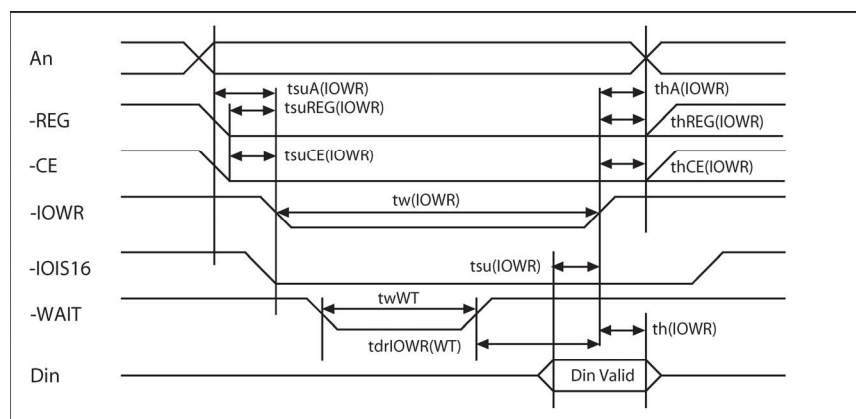 An
tsuA(IOWR)
thA(IOWR)
-REG
tsuREG(IOWR)
thREG(IOWR)
-CE
tsuCE(IOWR)
thCE(IOWR)
-IOWR
tw(IOWR)
-IOIS16
tsu(IOWR)
-WAIT
twWT
th(IOWR)
tdrIOWR(WT)
Din
Din Valid